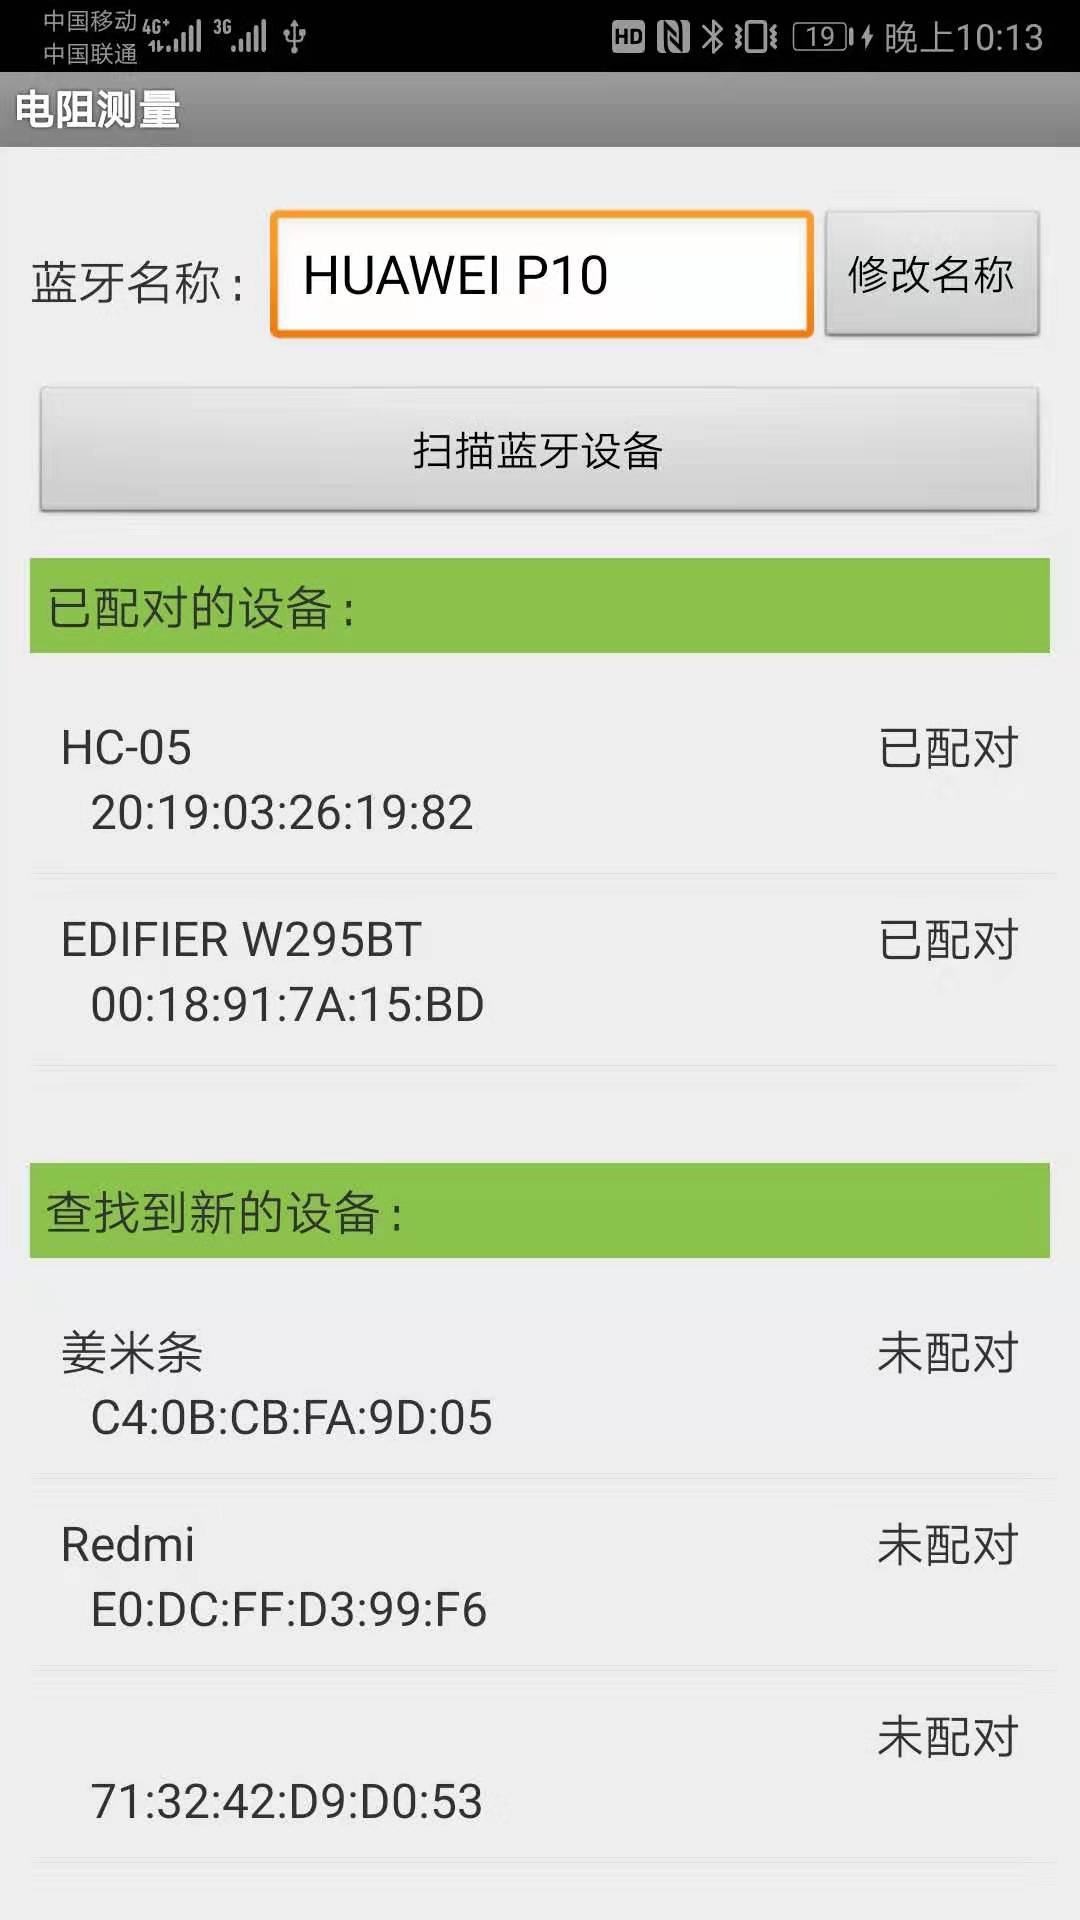 中国移动 4G+ 3G HD 19 晚上10:13
中国联通
电阻测量
蓝牙名称: HUAWEI P10 修改名称
扫描蓝牙设备
已配对的设备:
HC-05 已配对
20:19:03:26:19:82
EDIFIER W295BT 已配对
00:18:91:7A:15:BD
查找到新的设备:
姜米条 未配对
C4:0B:CB:FA:9D:05
Redmi 未配对
E0:DC:FF:D3:99:F6
未配对
71:32:42:D9:D0:53